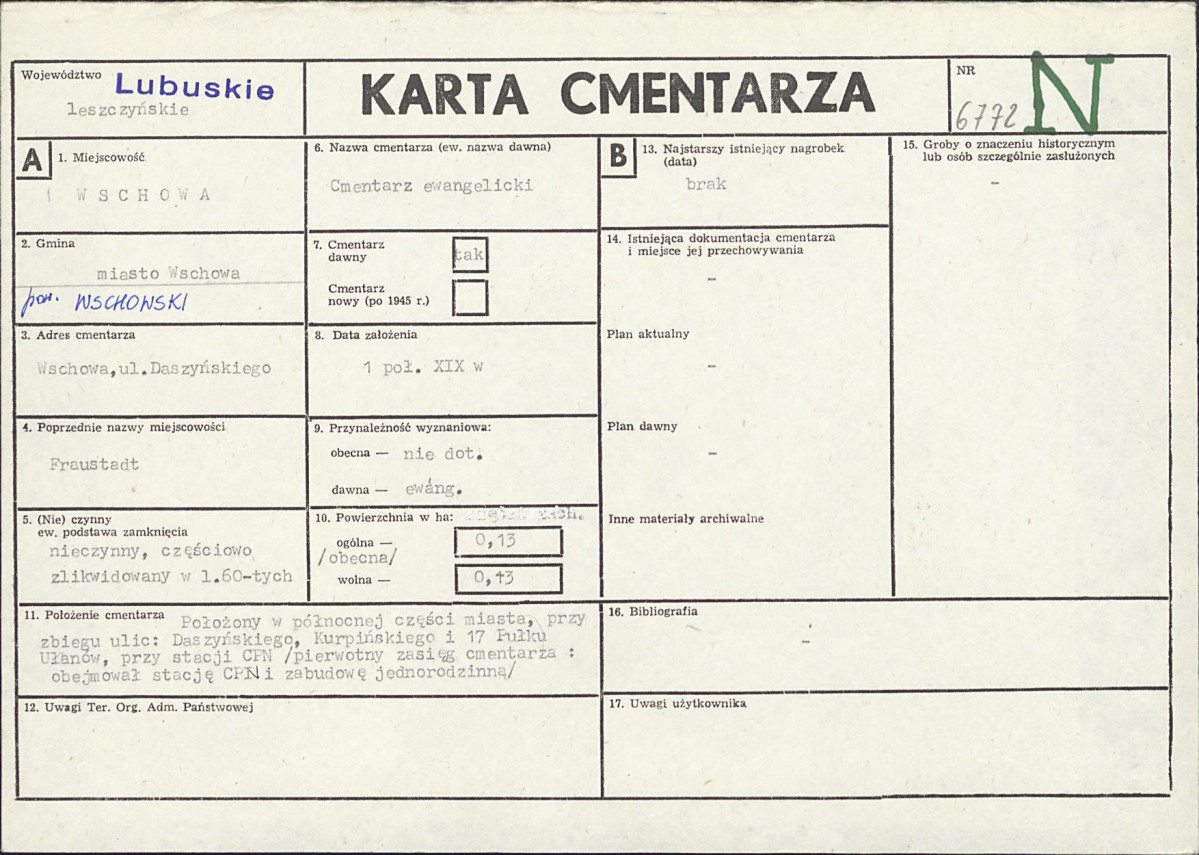 Województwo Lubuskie
leszczyńskie
KARTA CMENTARZA
NR
6772 N
A 1. Miejscowość
WSCHOWA
2. Gmina
miasto Wschowa
pow. WSCHOWSKI
3. Adres cmentarza
Wschowa,ul.Daszyńskiego
4. Poprzednie nazwy miejscowości
Fraustadt
5. (Nie) czynny
ew. podstawa zamknięcia
nieczynny, częściowo
zlikwidowany w l.60-tych
6. Nazwa cmentarza (ew. nazwa dawna)
Cmentarz ewangelicki
7. Cmentarz
dawny tak
Cmentarz
nowy (po 1945 r.)
8. Data założenia
1 poł. XIX w
9. Przynależność wyznaniowa:
obecna — nie dot.
dawna — ewang.
10. Powierzchnia w ha:
ogólna — 0,13
/obecna/
wolna — 0,13
11. Położenie cmentarza Położony w północnej części miasta, przy
zbiegu ulic: Daszyńskiego, Kurpińskiego i 17 Pułku
Ułanów, przy stacji CPN /pierwotny zasięg cmentarza :
obejmował stację CPN i zabudowę jednorodzinną/
12. Uwagi Ter. Org. Adm. Państwowej
B 13. Najstarszy istniejący nagrobek
(data)
brak
14. Istniejąca dokumentacja cmentarza
i miejsce jej przechowywania
-
Plan aktualny
-
Plan dawny
-
Inne materiały archiwalne
15. Groby o znaczeniu historycznym
lub osób szczególnie zasłużonych
-
16. Bibliografia
-
17. Uwagi użytkownika